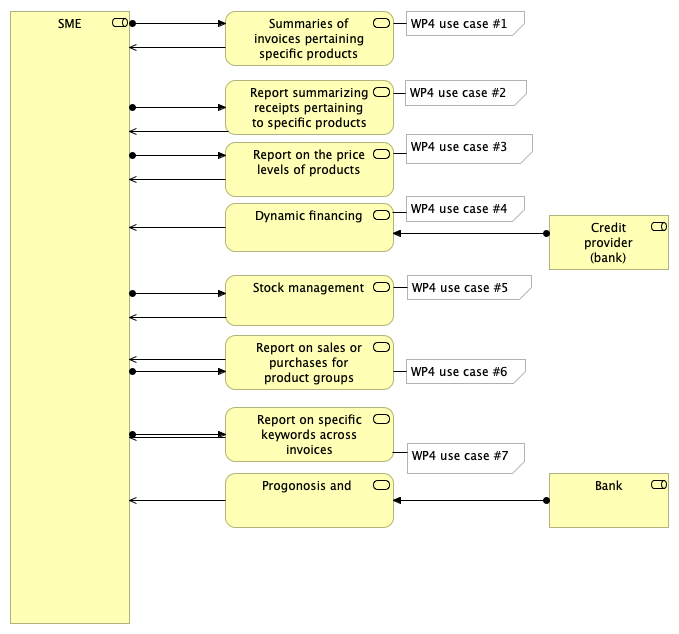 SME
Summaries of
invoices pertaining
specific products
WP4 use case #1
Report summarizing
receipts pertaining
to specific products
WP4 use case #2
Report on the price
levels of products
WP4 use case #3
Dynamic financing
WP4 use case #4
Credit
provider
(bank)
Stock management
WP4 use case #5
Report on sales or
purchases for
product groups
WP4 use case #6
Report on specific
keywords across
invoices
WP4 use case #7
Progonosis and
Bank